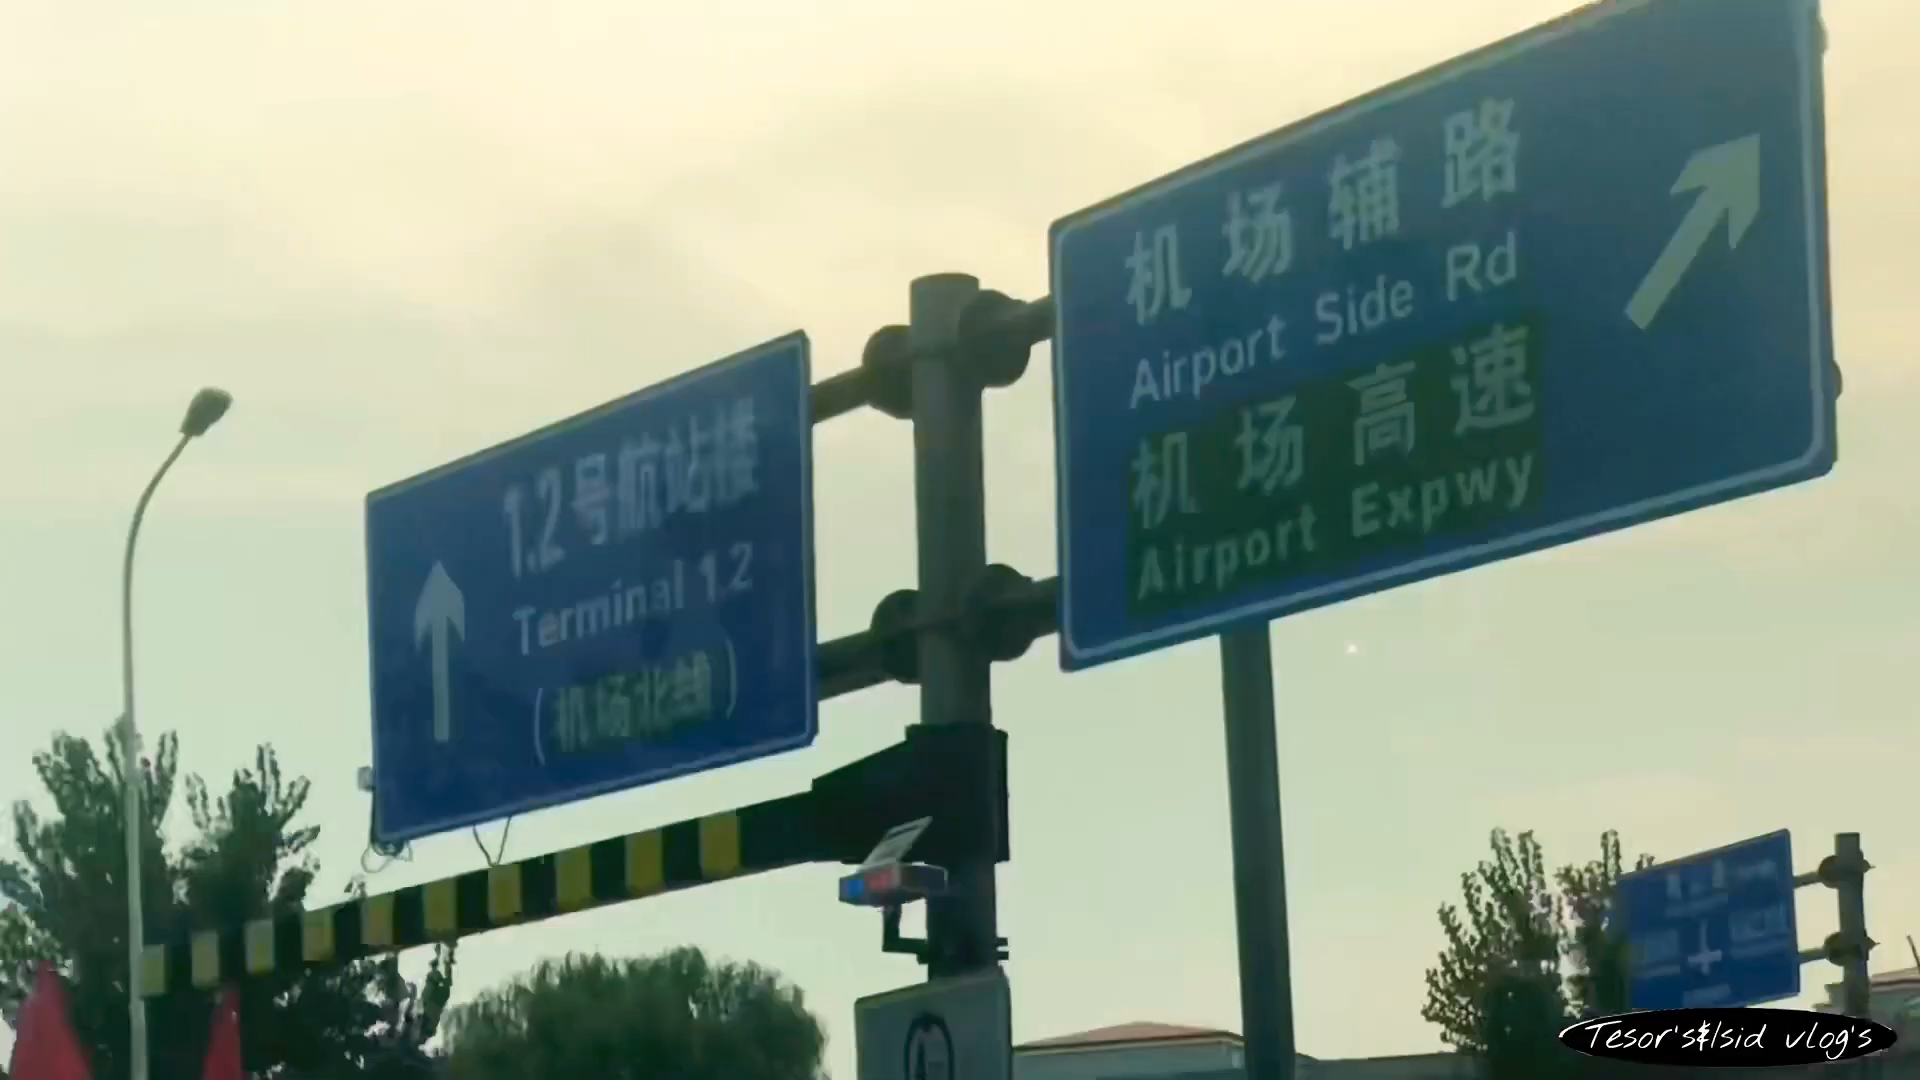 1.2号航站楼
Terminal 1.2
(机场北线)
机场辅路
Airport Side Rd
机场高速
Airport Expwy
Tesor's&Isid vlog's